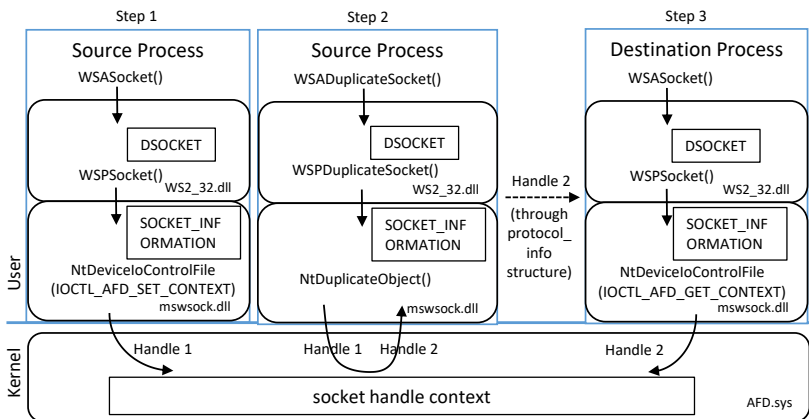 Step 1
Step 2
Step 3
Source Process
Source Process
Destination Process
WSASocket()
WSADuplicateSocket()
WSASocket()
DSOCKET
DSOCKET
DSOCKET
WSPSocket()
WSPDuplicateSocket()
WSPSocket()
WS2_32.dll
WS2_32.dll
WS2_32.dll
Handle 2
(through
protocol_
info
structure)
SOCKET_INF
ORMATION
SOCKET_INF
ORMATION
SOCKET_INF
ORMATION
NtDeviceIoControlFile
(IOCTL_AFD_SET_CONTEXT)
mswsock.dll
NtDuplicateObject()
mswsock.dll
NtDeviceIoControlFile
(IOCTL_AFD_GET_CONTEXT)
mswsock.dll
User
Kernel
Handle 1
Handle 1
Handle 2
Handle 2
socket handle context
AFD.sys